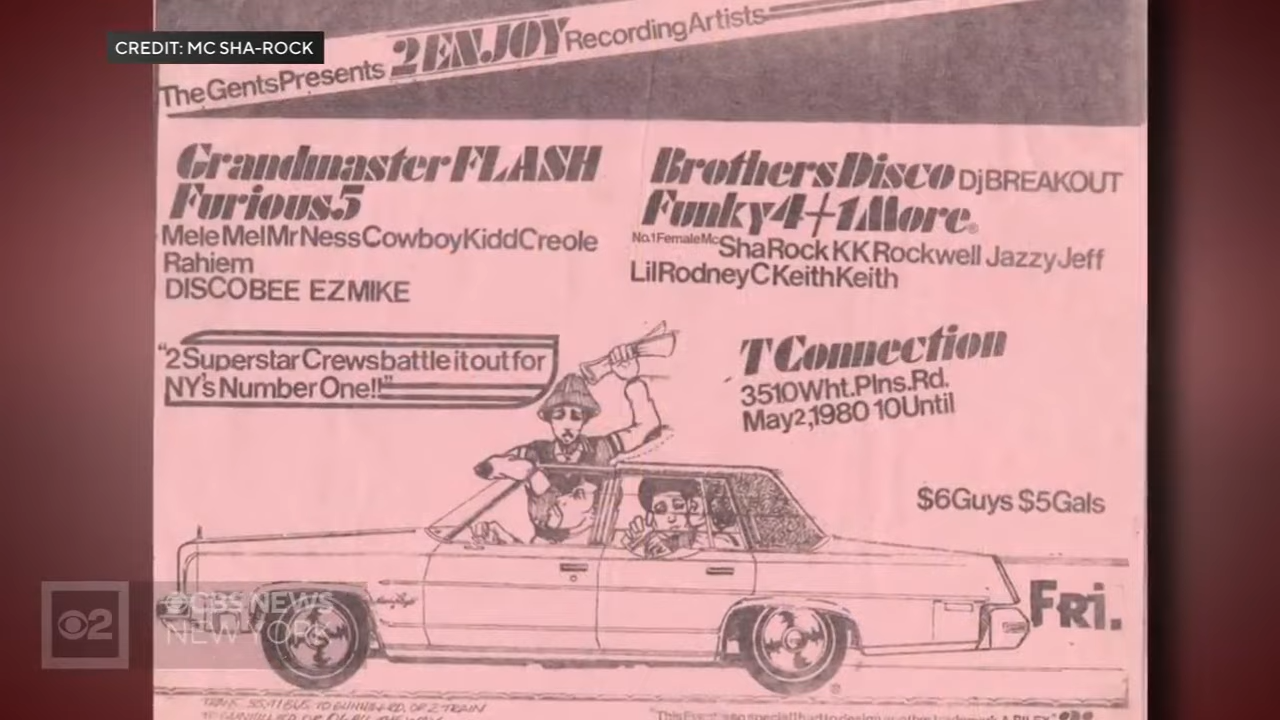 CREDIT: MC SHA-ROCK
The Gents Presents 2 ENJOY Recording Artists
Grandmaster FLASH
Furious 5
Mele Mel Mr Ness Cowboy Kidd Creole
Rahiem
DISCO BEE EZ MIKE
Brothers Disco Dj BREAKOUT
Funky 4+1 More
No.1 Female Mc Sha Rock KK Rockwell Jazzy Jeff
Lil Rodney C Keith Keith
"2 Superstar Crews battle it out for
NY's Number One!!"
T Connection
3510 Wht. Plns. Rd.
May 2, 1980 10 Until
$6 Guys $5 Gals
Fri.
CBS NEWS
NEW YORK
2